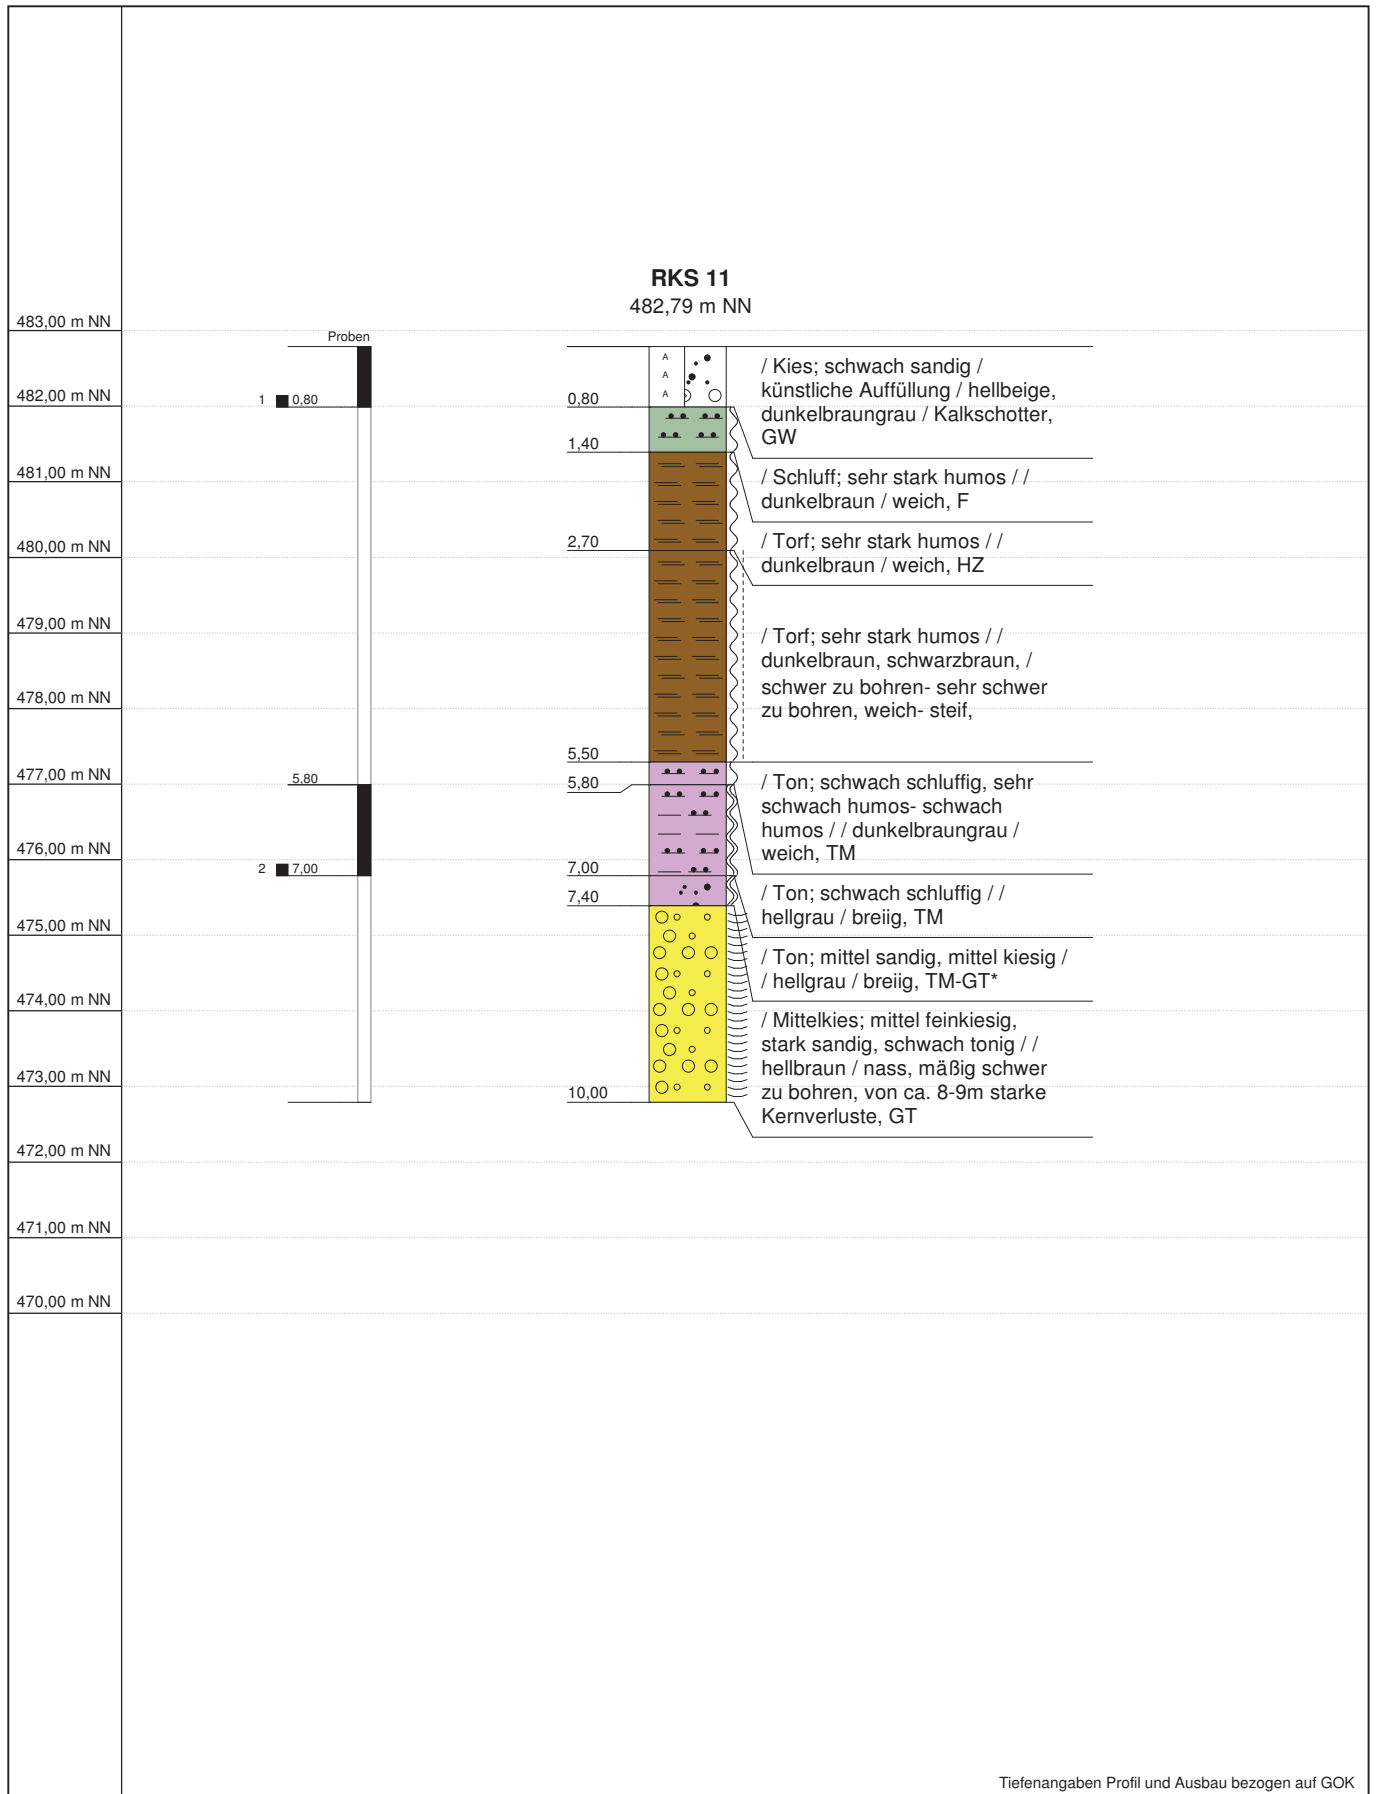 RKS 11
482,79 m NN
483,00 m NN
482,00 m NN
481,00 m NN
480,00 m NN
479,00 m NN
478,00 m NN
477,00 m NN
476,00 m NN
475,00 m NN
474,00 m NN
473,00 m NN
472,00 m NN
471,00 m NN
470,00 m NN
Proben
1 0,80
5,80
2 7,00
0,80
1,40
2,70
5,50
5,80
7,00
7,40
10,00
A
A
A
/ Kies; schwach sandig /
künstliche Auffüllung / hellbeige,
dunkelbraungrau / Kalkschotter,
GW
/ Schluff; sehr stark humos / /
dunkelbraun / weich, F
/ Torf; sehr stark humos / /
dunkelbraun / weich, HZ
/ Torf; sehr stark humos / /
dunkelbraun, schwarzbraun, /
schwer zu bohren- sehr schwer
zu bohren, weich- steif,
/ Ton; schwach schluffig, sehr
schwach humos- schwach
humos / / dunkelbraungrau /
weich, TM
/ Ton; schwach schluffig / /
hellgrau / breiig, TM
/ Ton; mittel sandig, mittel kiesig /
/ hellgrau / breiig, TM-GT*
/ Mittelkies; mittel feinkiesig,
stark sandig, schwach tonig / /
hellbraun / nass, mäßig schwer
zu bohren, von ca. 8-9m starke
Kernverluste, GT
Tiefenangaben Profil und Ausbau bezogen auf GOK